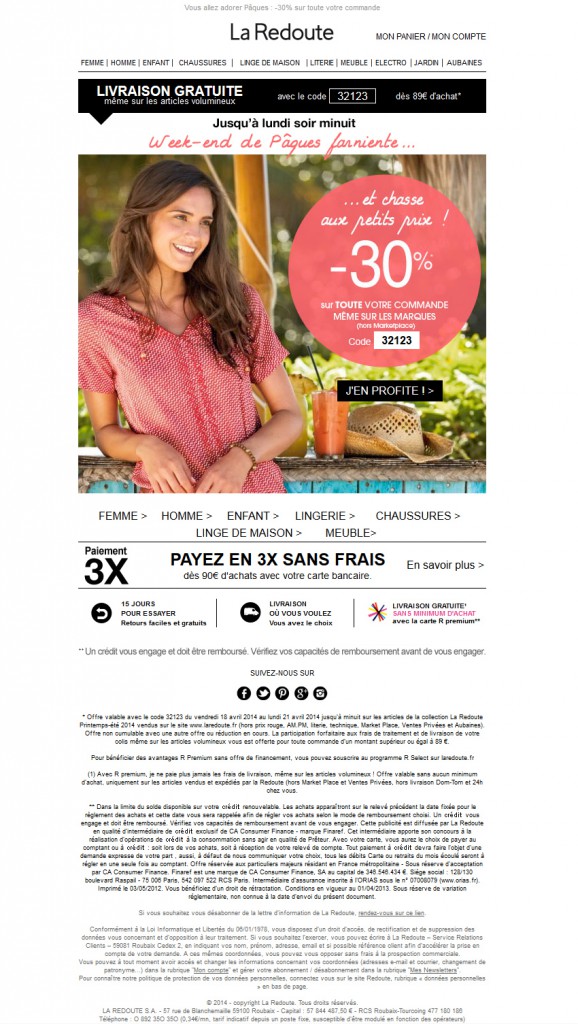 Vous allez adorer Pâques : -30% sur toute votre commande
La Redoute
MON PANIER / MON COMPTE
FEMME | HOMME | ENFANT | CHAUSSURES | LINGE DE MAISON | LITERIE | MEUBLE | ELECTRO | JARDIN | AUBAINES
LIVRAISON GRATUITE
même sur les articles volumineux
avec le code 32123 dès 89€ d'achat*
Jusqu'à lundi soir minuit
Week-end de Pâques farniente...
...et chasse
aux petits prix !
-30%*
sur TOUTE VOTRE COMMANDE
MÊME SUR LES MARQUES
(hors Marketplace)
Code 32123
J'EN PROFITE ! >
FEMME > HOMME > ENFANT > LINGERIE > CHAUSSURES >
LINGE DE MAISON > MEUBLE>
Paiement
3X
PAYEZ EN 3X SANS FRAIS
dès 90€ d'achats avec votre carte bancaire.
En savoir plus >
15 JOURS
POUR ESSAYER
Retours faciles et gratuits
LIVRAISON
OÙ VOUS VOULEZ
Vous avez le choix
LIVRAISON GRATUITE¹
SANS MINIMUM D'ACHAT
avec la carte R premium**
** Un crédit vous engage et doit être remboursé. Vérifiez vos capacités de remboursement avant de vous engager.
SUIVEZ-NOUS SUR
* Offre valable avec le code 32123 du vendredi 18 avril 2014 au lundi 21 avril 2014 jusqu'à minuit sur les articles de la collection La Redoute
Printemps-été 2014 vendus sur le site www.laredoute.fr (hors prix rouge, AM.PM, literie, technique, Market Place, Ventes Privées et Aubaines).
Offre non cumulable avec une autre offre ou réduction en cours. La participation forfaitaire aux frais de traitement et de livraison de votre
colis même sur les articles volumineux vous est offerte pour toute commande d'un montant supérieur ou égal à 89 €.
Pour bénéficier des avantages R Premium sans offre de financement, vous pouvez souscrire au programme R Select sur laredoute.fr
(1) Avec R premium, je ne paie plus jamais les frais de livraison, même sur les articles volumineux ! Offre valable sans aucun minimum
d'achat, uniquement sur les articles vendus et expédiés par la Redoute (hors Market Place et Ventes Privées, hors livraison Dom-Tom et 24h
chez vous.
** Dans la limite du solde disponible sur votre crédit renouvelable. Les achats apparaîtront sur le relevé précédent la date fixée pour le
règlement des achats et cette date vous sera rappelée afin de régler vos achats selon le mode de remboursement choisi. Un crédit vous
engage et doit être remboursé. Vérifiez vos capacités de remboursement avant de vous engager. Cette publicité est diffusée par La Redoute
en qualité d'intermédiaire de crédit exclusif de CA Consumer Finance - marque Finaref. Cet intermédiaire apporte son concours à la
réalisation d'opérations de crédit à la consommation sans agir en qualité de Prêteur. Avec votre carte, vous aurez le choix de payer au
comptant ou à crédit : soit lors de vos achats, soit à réception de votre relevé de compte. Tout paiement à crédit devra faire l'objet d'une
demande expresse de votre part ; aussi, à défaut de nous communiquer votre choix, tous les débits Carte ou retraits du mois écoulé seront à
régler en une seule fois au comptant. Offre réservée aux particuliers majeurs résidant en France métropolitaine - Sous réserve d'acceptation
par CA Consumer Finance. Finaref est une marque de CA Consumer Finance, SA au capital de 346.546.434 €. Siège social : 128/130
boulevard Raspail - 75 006 Paris, 542 097 522 RCS Paris. Intermédiaire d'assurance inscrite à l'ORIAS sous le n° 07008079 (www.orias.fr).
Imprimé le 03/05/2012. Vous bénéficiez d'un droit de rétractation. Conditions en vigueur au 01/04/2013. Sous réserve de variation
réglementaire, non connue à la date d'envoi du présent document.
Si vous souhaitez vous désabonner de la lettre d'information de La Redoute, rendez-vous sur ce lien.
Conformément à la Loi Informatique et Libertés du 06/01/1978, vous disposez d'un droit d'accès, de rectification et de suppression des
données vous concernant et d'opposition à leur traitement. Si vous souhaitez l'exercer, vous pouvez écrire à La Redoute – Service Relations
Clients – 59081 Roubaix Cedex 2, en indiquant vos nom, prénom, adresse, email et si possible référence client afin d'accélérer la prise en
compte de votre demande. A ces mêmes coordonnées, vous pouvez vous opposer sans frais à la prospection commerciale.
Vous pouvez à tout moment avoir accès et changer les informations concernant vos coordonnées (adresses e-mail et courrier, changement de
patronyme...) dans la rubrique "Mon compte" et gérer votre abonnement / désabonnement dans la rubrique "Mes Newsletters".
Pour connaître notre politique de protection de vos données personnelles, connectez vous sur le site Redoute, rubrique « données personnelles
» en bas de page.
© 2014 - copyright La Redoute. Tous droits réservés.
LA REDOUTE S.A. - 57 rue de Blanchemaille 59100 Roubaix - Capital : 57 844 487,50 € - RCS Roubaix-Tourcoing 477 180 186
Téléphone : O 892 35O 35O (0,34€/mn, tarif indicatif depuis un poste fixe, susceptible d'être modulé en fonction des opérateurs)